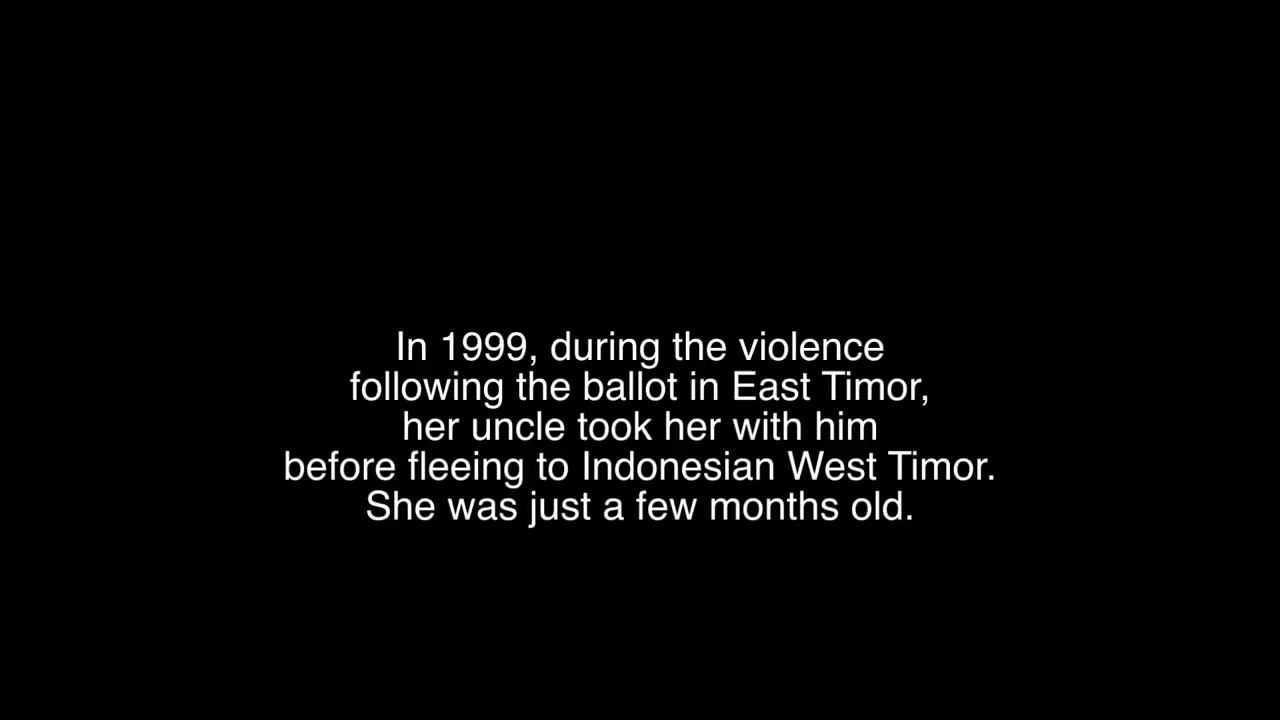 In 1999, during the violence
following the ballot in East Timor,
her uncle took her with him
before fleeing to Indonesian West Timor.
She was just a few months old.